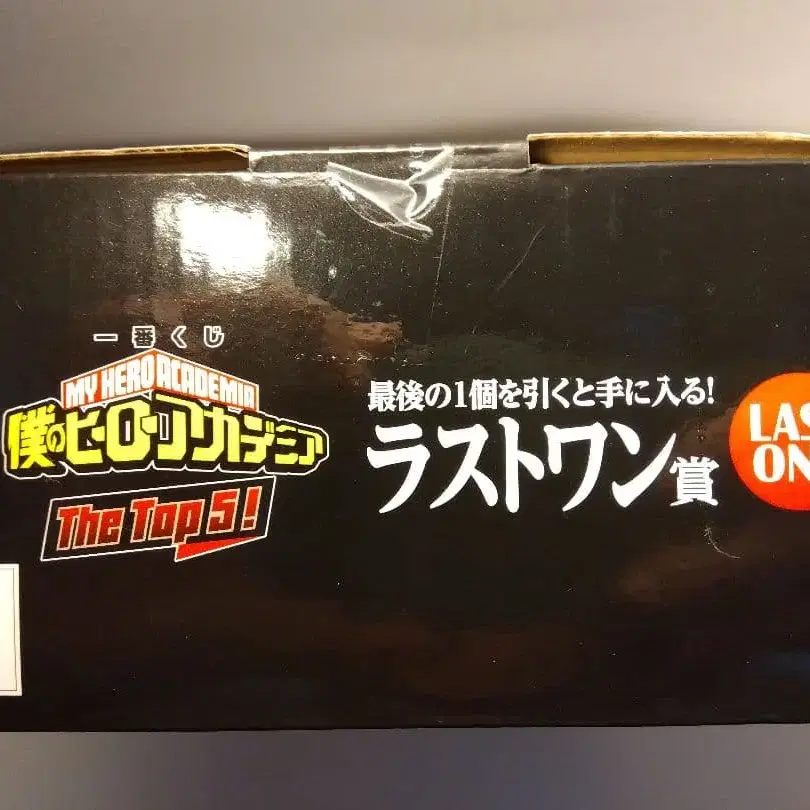 一番くじ
MY HERO ACADEMIA
僕のヒーローアカデミア
The Top 5!
最後の1個を引くと手に入る!
ラストワン賞
LAS
ON